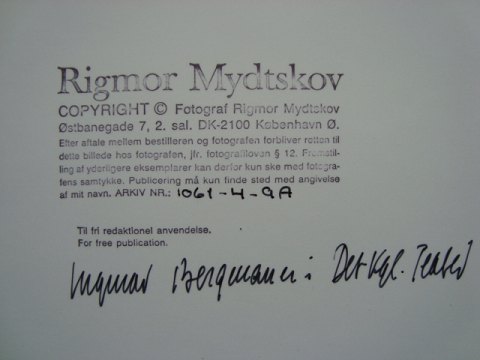 Rigmor Mydtskov
COPYRIGHT © Fotograf Rigmor Mydtskov
Østbanegade 7, 2. sal. DK-2100 København Ø.
Efter aftale mellem bestilleren og fotografen forbliver retten til
dette billede hos fotografen, jfr. fotografiloven § 12. Fremstil-
ling af yderligere eksemplarer kan derfor kun ske med fotogra-
fens samtykke. Publicering må kun finde sted med angivelse
af mit navn. ARKIV NR.: 1061-4-9A
Til fri redaktionel anvendelse.
For free publication.
Ingmar Bergman i Det Kgl. Teater